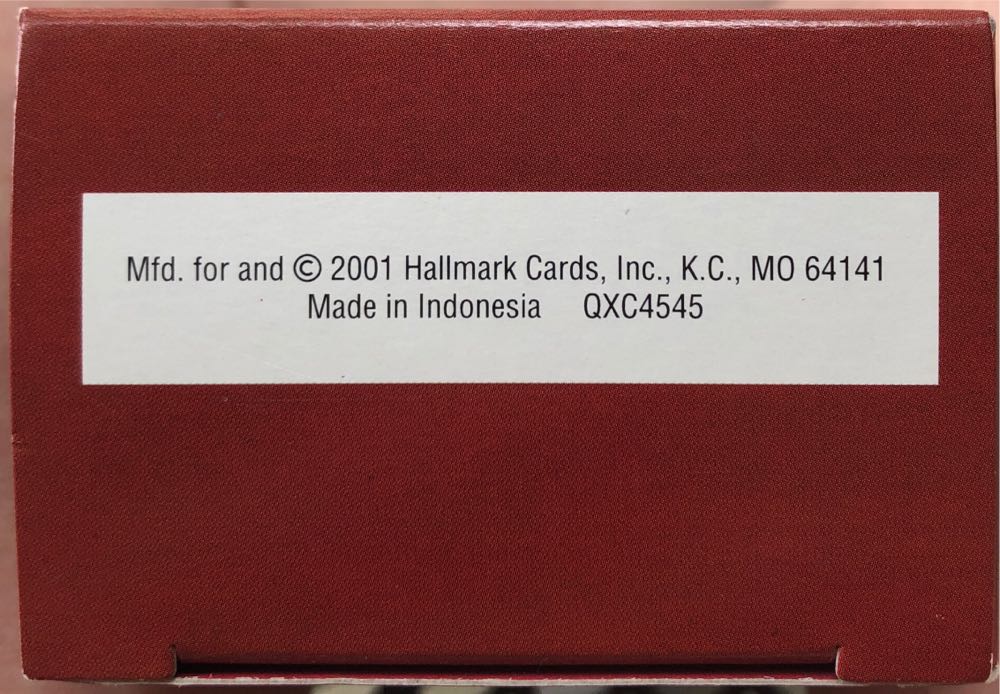 Mfd. for and © 2001 Hallmark Cards, Inc., K.C., MO 64141
Made in Indonesia QXC4545